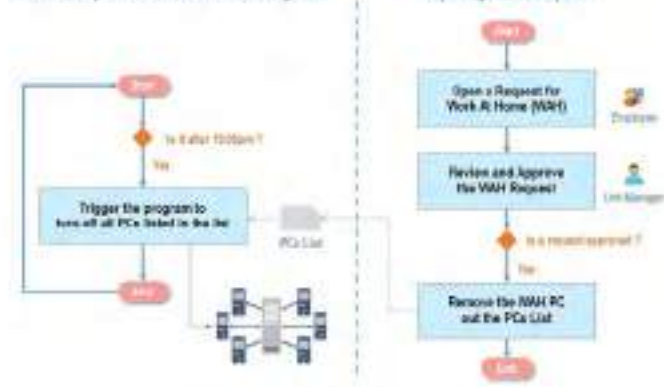 Start
Is it after 10:00pm ?
Yes
Trigger the program to
turn off all PCs listed in the list
End
PCs List
Start
Open a Request for
Work At Home (WAH)
Employee
Review and Approve
the WAH Request
Line Manager
Is a request approved ?
Yes
Remove the WAH PC
out the PCs List
End